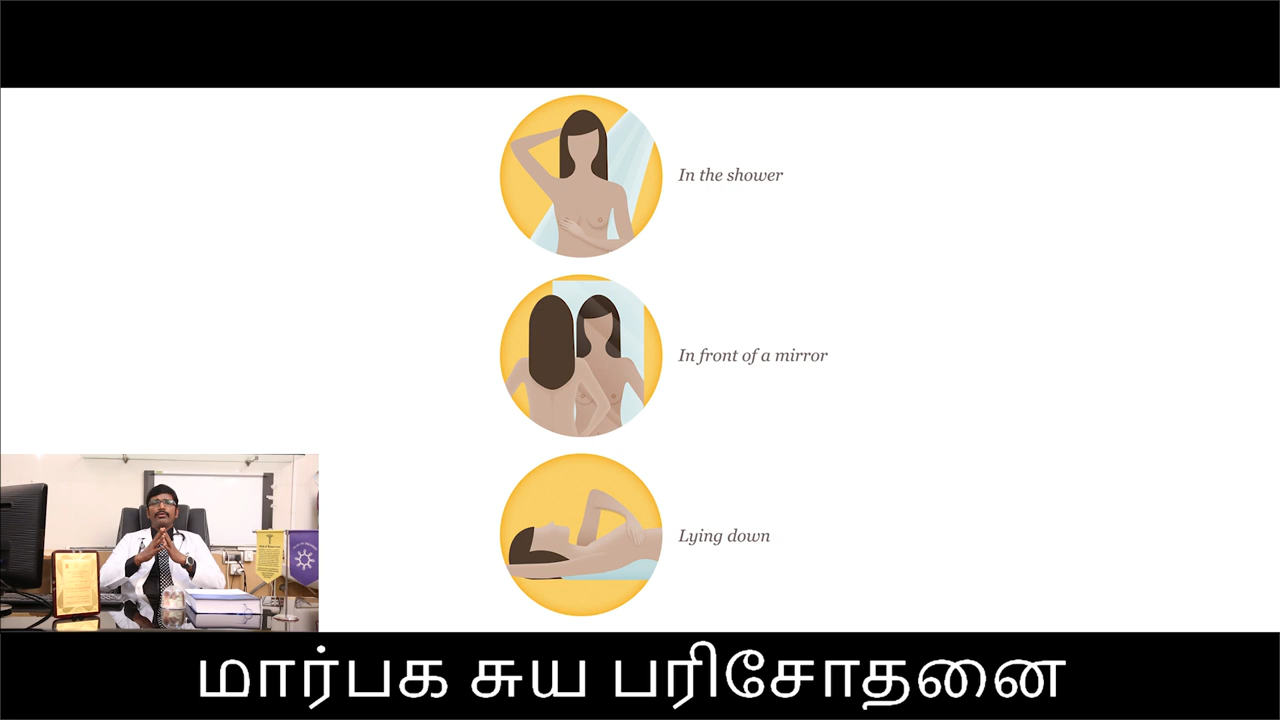 In the shower
In front of a mirror
Lying down
மார்பக சுய பரிசோதனை